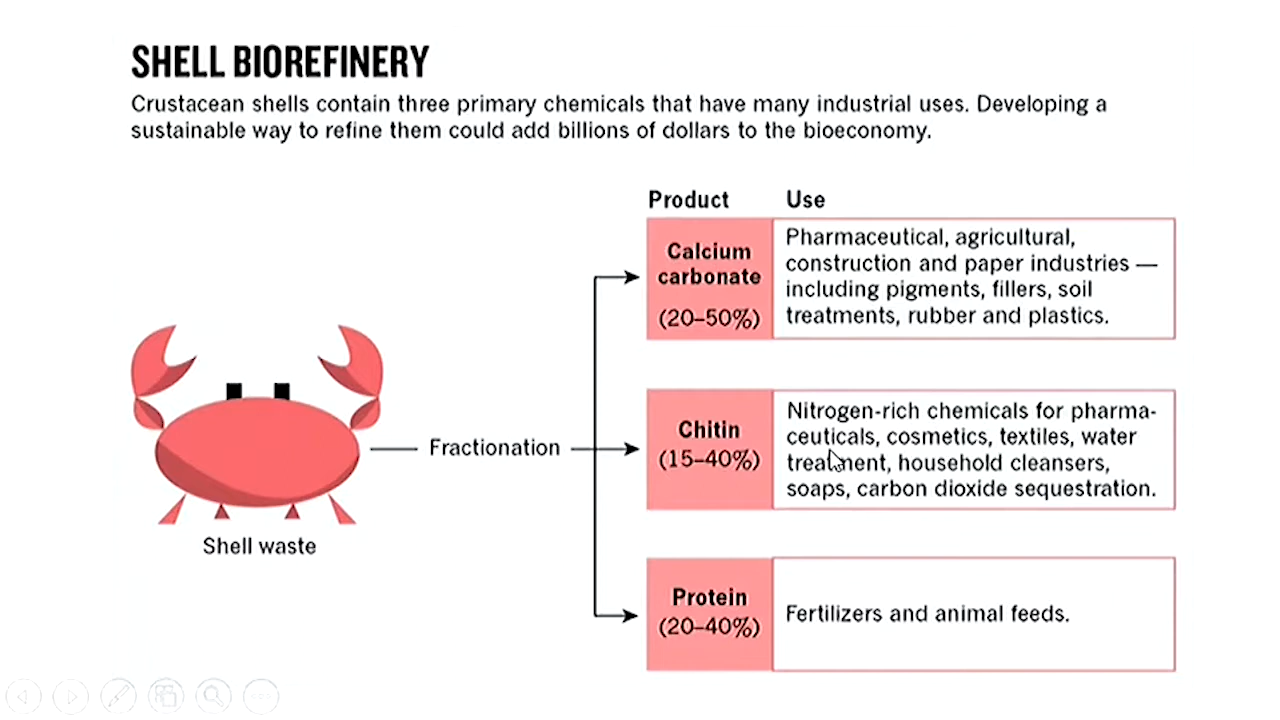 SHELL BIOREFINERY
Crustacean shells contain three primary chemicals that have many industrial uses. Developing a
sustainable way to refine them could add billions of dollars to the bioeconomy.
Product
Use
Calcium
carbonate
(20–50%)
Pharmaceutical, agricultural,
construction and paper industries —
including pigments, fillers, soil
treatments, rubber and plastics.
Shell waste
Fractionation
Chitin
(15–40%)
Nitrogen-rich chemicals for pharma-
ceuticals, cosmetics, textiles, water
treatment, household cleansers,
soaps, carbon dioxide sequestration.
Protein
(20–40%)
Fertilizers and animal feeds.